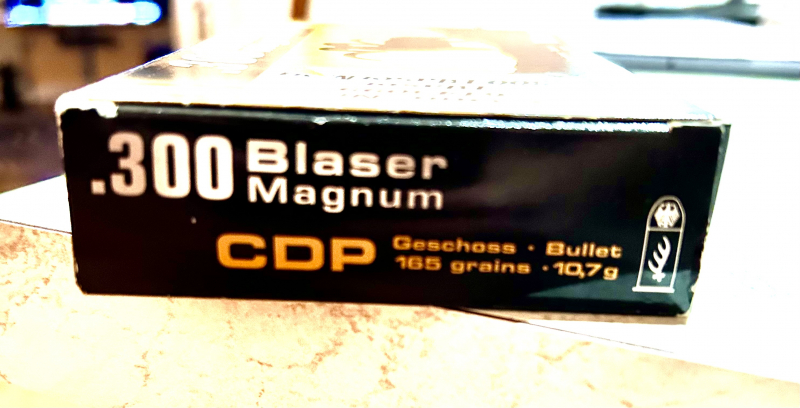 .300 Blaser
Magnum
CDP Geschoss · Bullet
165 grains · 10,7g